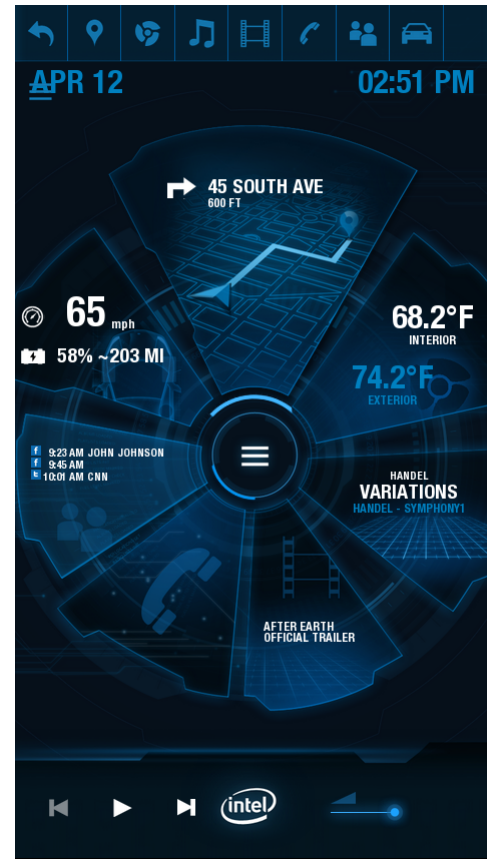 APR 12
02:51 PM
45 SOUTH AVE
600 FT
65 mph
58% ~203 MI
68.2°F
INTERIOR
74.2°F
EXTERIOR
f 9:23 AM JOHN JOHNSON
f 9:45 AM
t 10:01 AM CNN
HANDEL
VARIATIONS
HANDEL - SYMPHONY1
AFTER EARTH
OFFICIAL TRAILER
intel